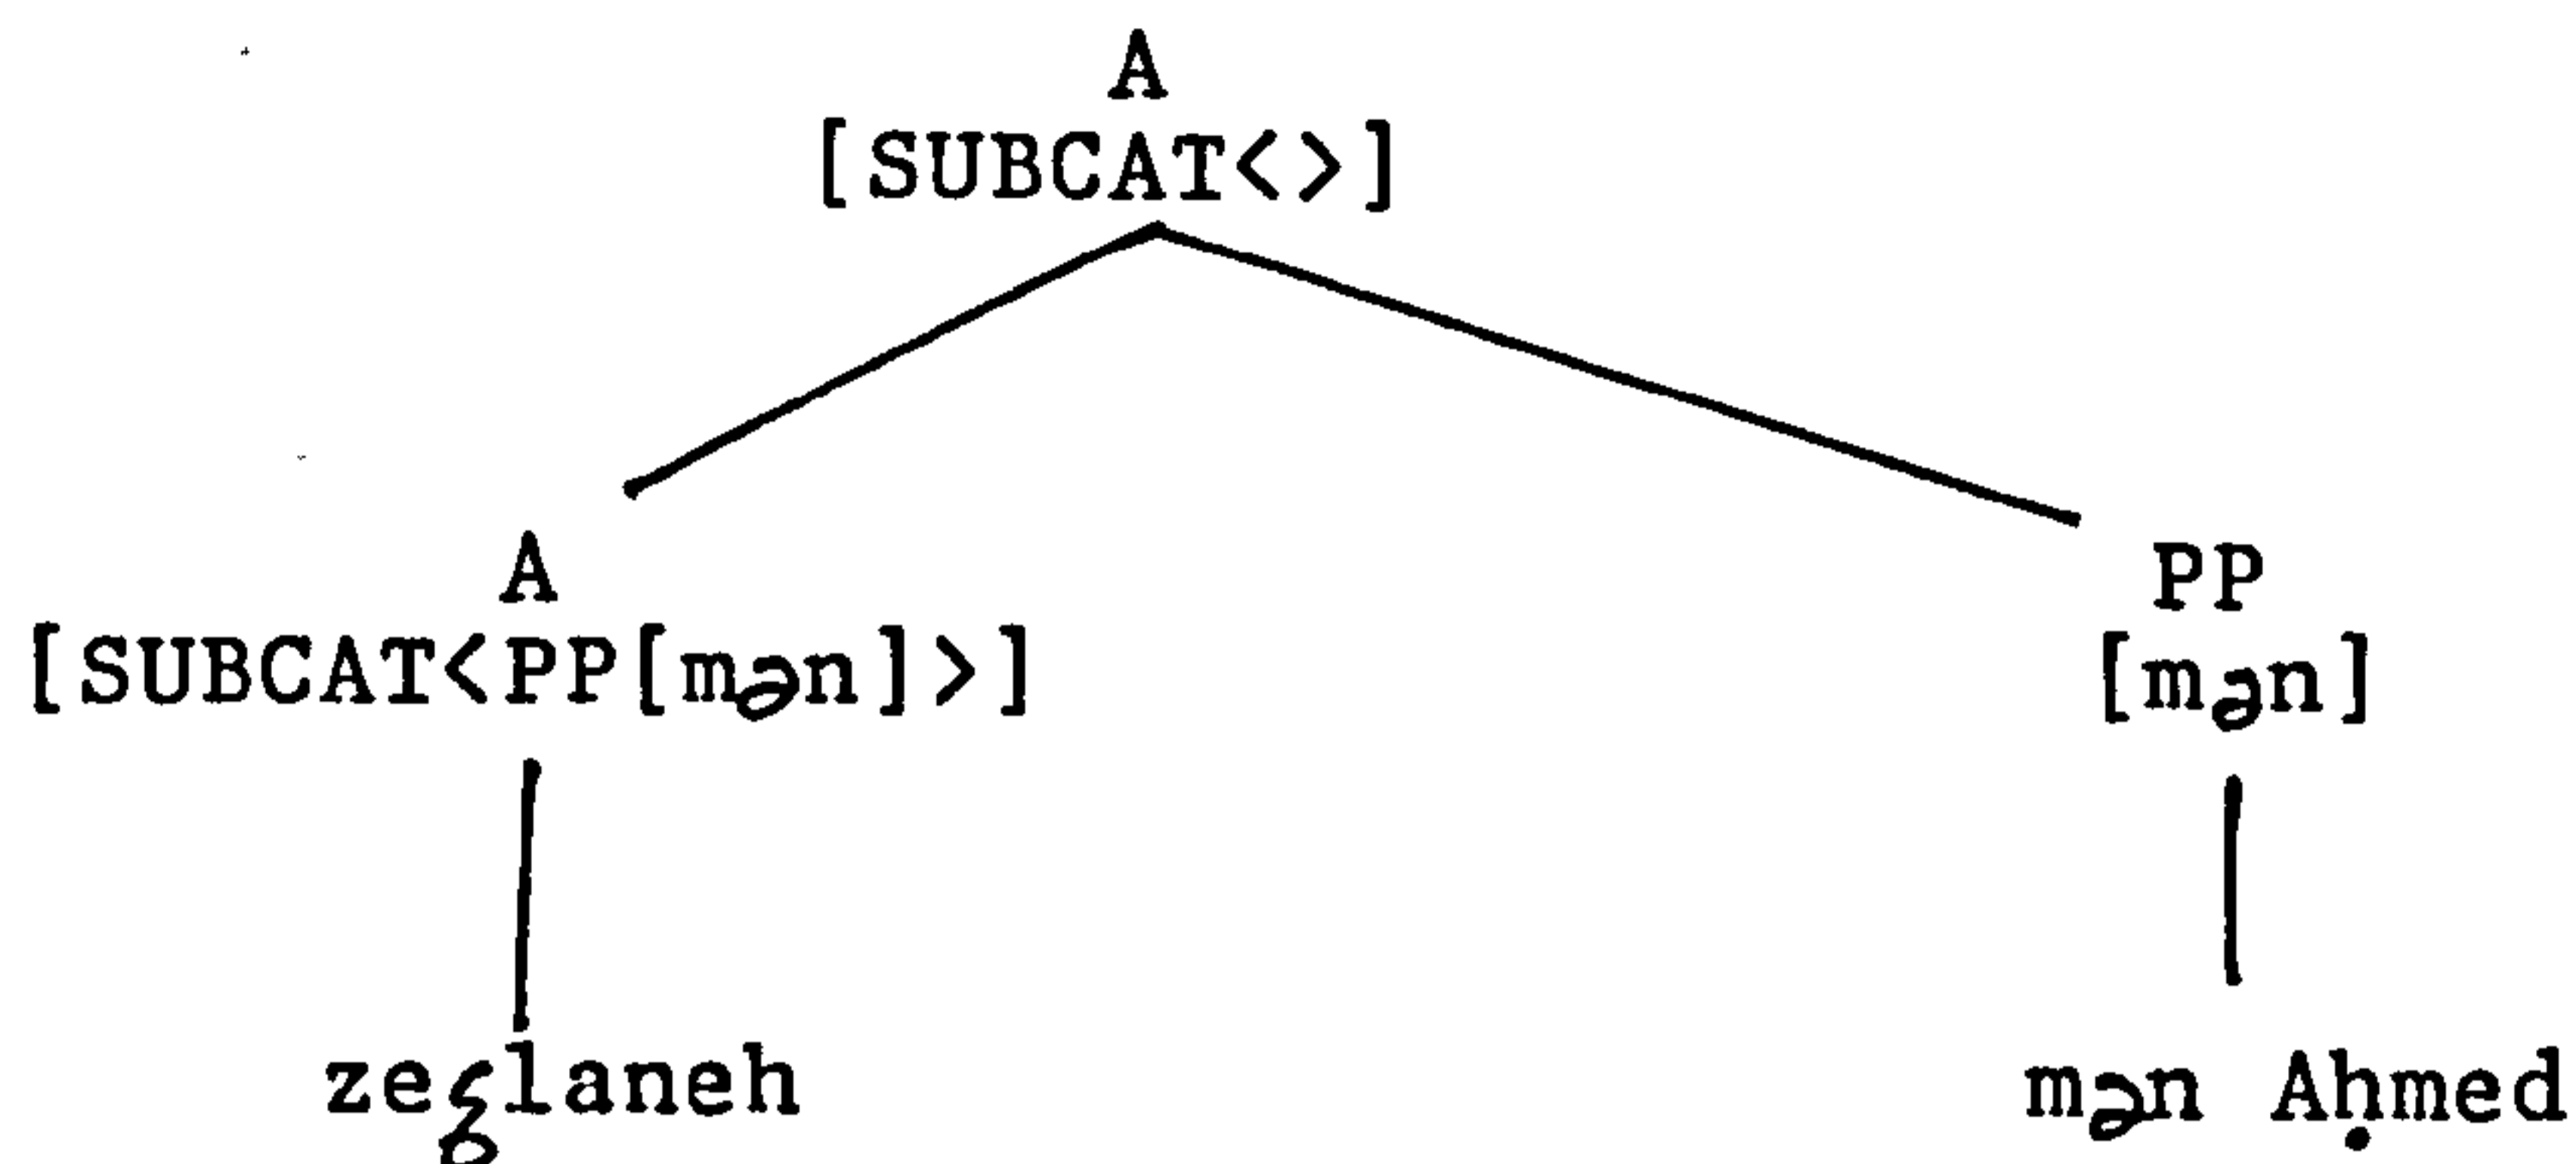 A
[SUBCAT<>]
A PP
[SUBCAT<PP[mən]>] [mən]
zeʕlaneh mən Aḥmed